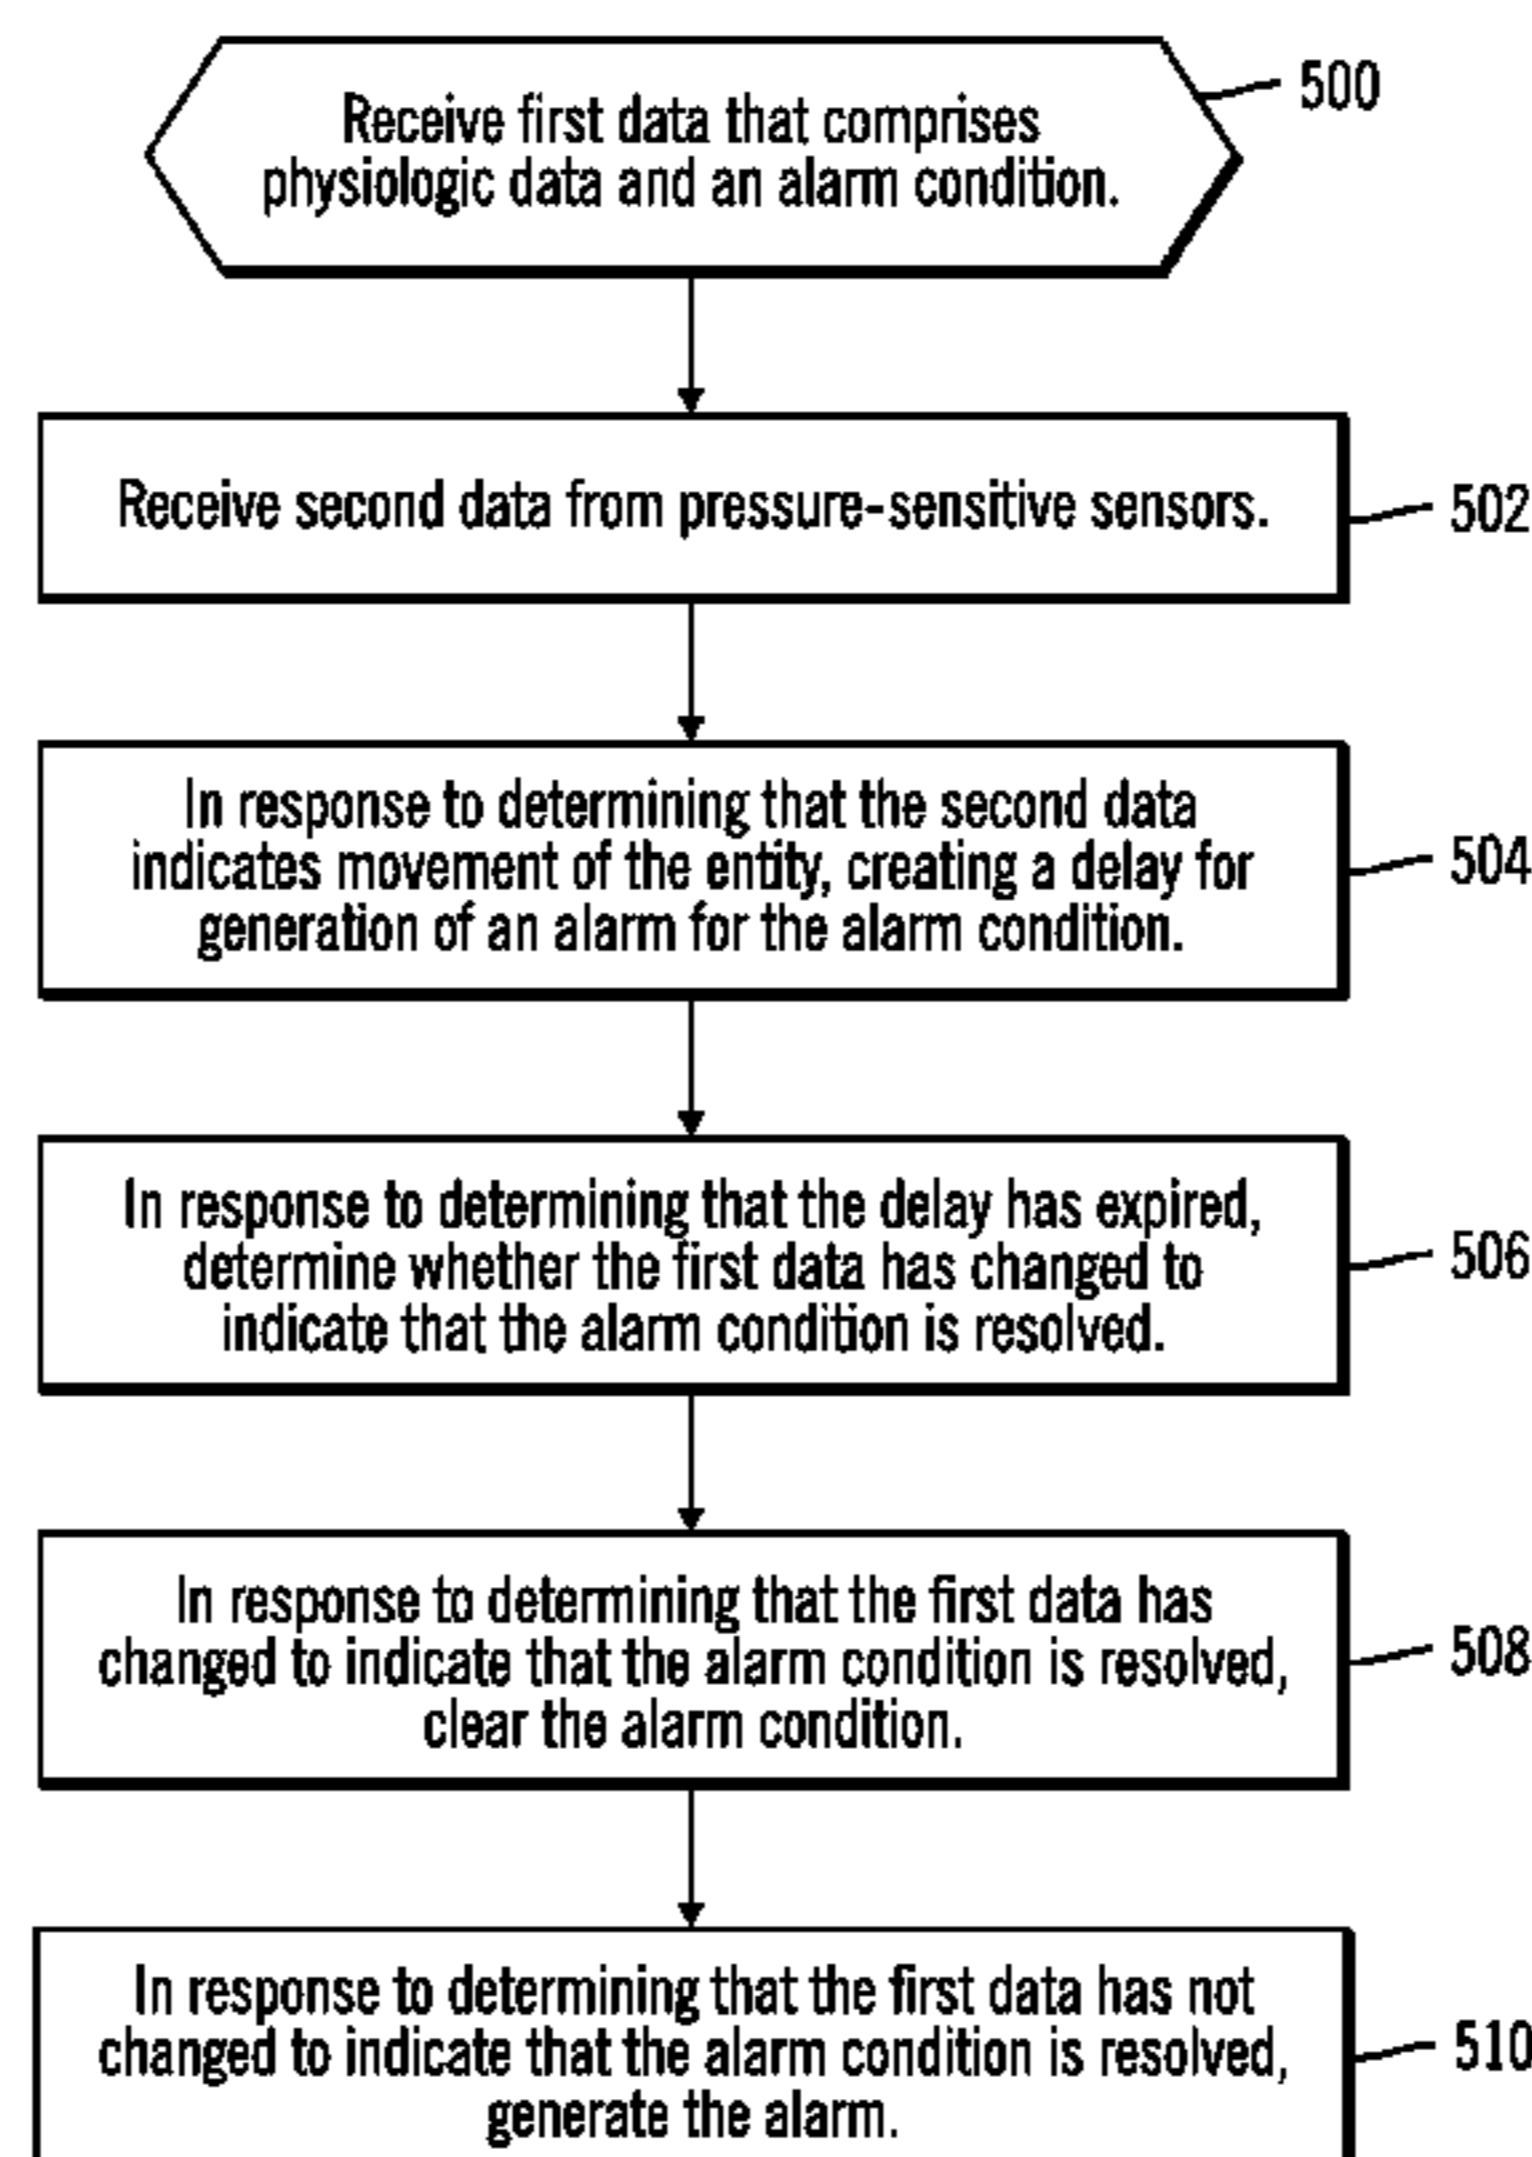 Receive first data that comprises
physiologic data and an alarm condition.
500
Receive second data from pressure-sensitive sensors.
502
In response to determining that the second data
indicates movement of the entity, creating a delay for
generation of an alarm for the alarm condition.
504
In response to determining that the delay has expired,
determine whether the first data has changed to
indicate that the alarm condition is resolved.
506
In response to determining that the first data has
changed to indicate that the alarm condition is resolved,
clear the alarm condition.
508
In response to determining that the first data has not
changed to indicate that the alarm condition is resolved,
generate the alarm.
510